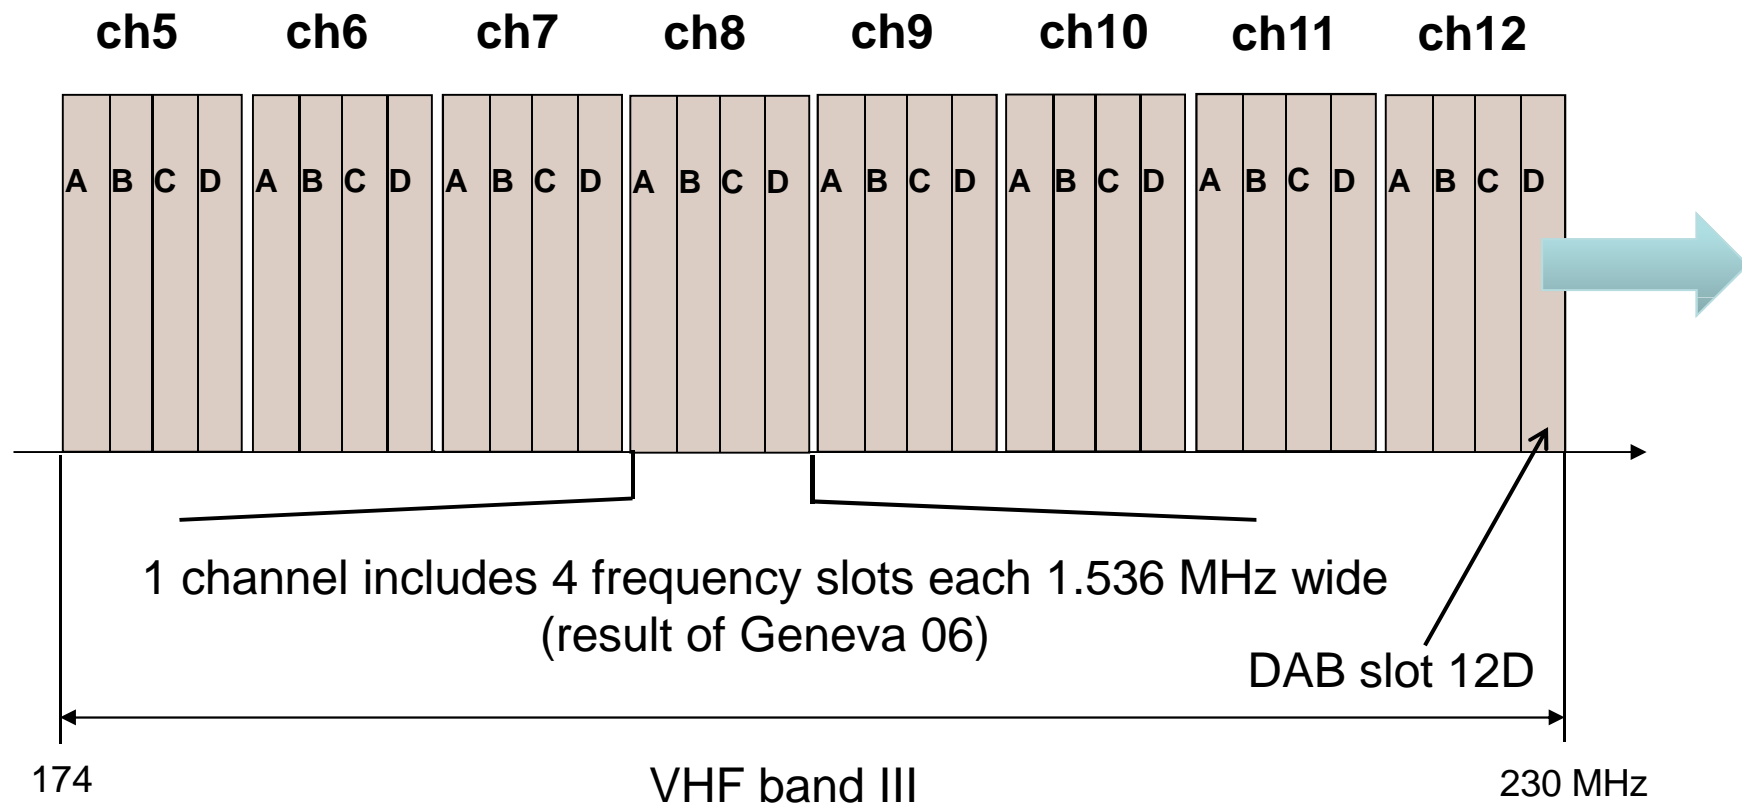 ch5 ch6 ch7 ch8 ch9 ch10 ch11 ch12
A B C D A B C D A B C D A B C D A B C D A B C D A B C D A B C D
1 channel includes 4 frequency slots each 1.536 MHz wide
(result of Geneva 06)
DAB slot 12D
174 VHF band III 230 MHz